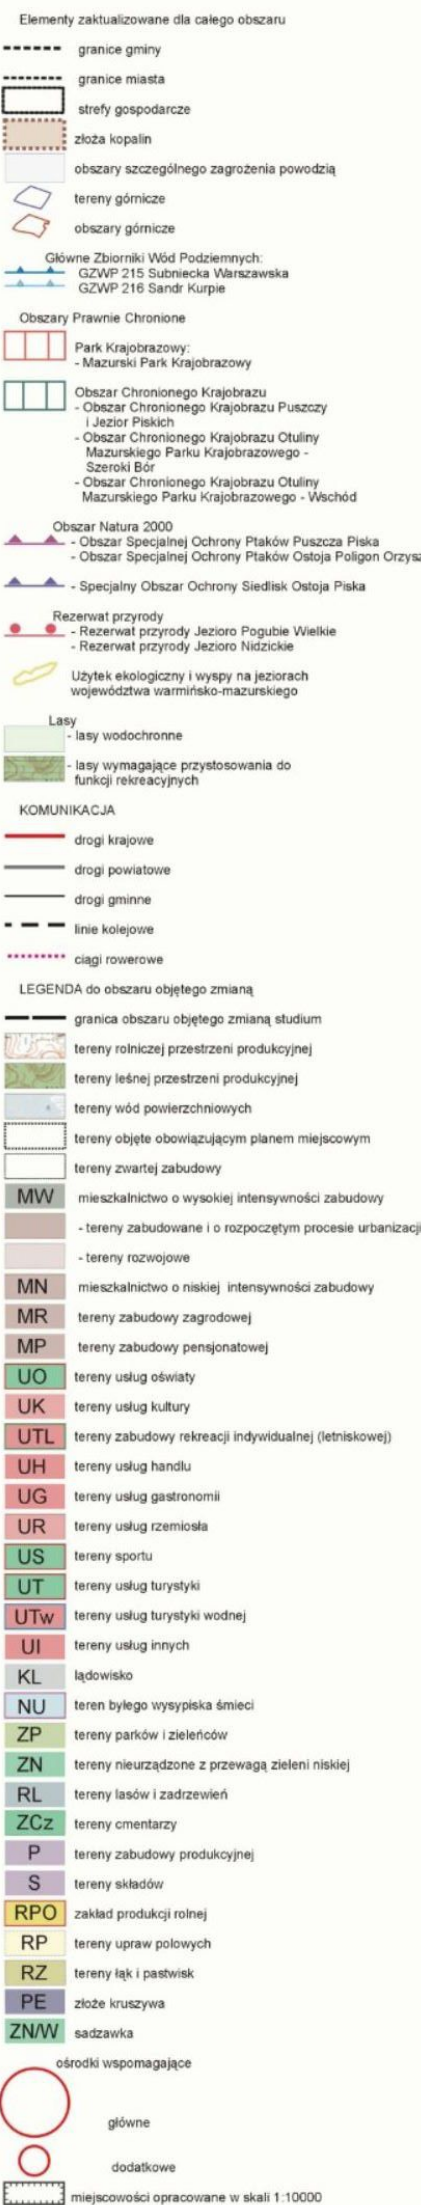 Elementy zaktualizowane dla całego obszaru
granice gminy
granice miasta
strefy gospodarcze
złoża kopalin
obszary szczególnego zagrożenia powodzią
tereny górnicze
obszary górnicze
Główne Zbiorniki Wód Podziemnych:
GZWP 215 Subniecka Warszawska
GZWP 216 Sandr Kurpie
Obszary Prawnie Chronione
Park Krajobrazowy:
- Mazurski Park Krajobrazowy
Obszar Chronionego Krajobrazu
- Obszar Chronionego Krajobrazu Puszczy
i Jezior Piskich
- Obszar Chronionego Krajobrazu Otuliny
Mazurskiego Parku Krajobrazowego -
Szeroki Bór
- Obszar Chronionego Krajobrazu Otuliny
Mazurskiego Parku Krajobrazowego - Wschód
Obszar Natura 2000
- Obszar Specjalnej Ochrony Ptaków Puszcza Piska
- Obszar Specjalnej Ochrony Ptaków Ostoja Poligon Orzysz
- Specjalny Obszar Ochrony Siedlisk Ostoja Piska
Rezerwat przyrody
- Rezerwat przyrody Jezioro Pogubie Wielkie
- Rezerwat przyrody Jezioro Nidzickie
Użytek ekologiczny i wyspy na jeziorach
województwa warmińsko-mazurskiego
Lasy
- lasy wodochronne
- lasy wymagające przystosowania do
funkcji rekreacyjnych
KOMUNIKACJA
drogi krajowe
drogi powiatowe
drogi gminne
linie kolejowe
ciągi rowerowe
LEGENDA do obszaru objętego zmianą
granica obszaru objętego zmianą studium
tereny rolniczej przestrzeni produkcyjnej
tereny leśnej przestrzeni produkcyjnej
tereny wód powierzchniowych
tereny objęte obowiązującym planem miejscowym
tereny zwartej zabudowy
MW mieszkalnictwo o wysokiej intensywności zabudowy
- tereny zabudowane i o rozpoczętym procesie urbanizacji
- tereny rozwojowe
MN mieszkalnictwo o niskiej intensywności zabudowy
MR tereny zabudowy zagrodowej
MP tereny zabudowy pensjonatowej
UO tereny usług oświaty
UK tereny usług kultury
UTL tereny zabudowy rekreacji indywidualnej (letniskowej)
UH tereny usług handlu
UG tereny usług gastronomii
UR tereny usług rzemiosła
US tereny sportu
UT tereny usług turystyki
UTw tereny usług turystyki wodnej
UI tereny usług innych
KL lądowisko
NU teren byłego wysypiska śmieci
ZP tereny parków i zieleńców
ZN tereny nieurządzone z przewagą zieleni niskiej
RL tereny lasów i zadrzewień
ZCz tereny cmentarzy
P tereny zabudowy produkcyjnej
S tereny składów
RPO zakład produkcji rolnej
RP tereny upraw polowych
RZ tereny łąk i pastwisk
PE złoże kruszywa
ZN/W sadzawka
ośrodki wspomagające
główne
dodatkowe
miejscowości opracowane w skali 1:10000